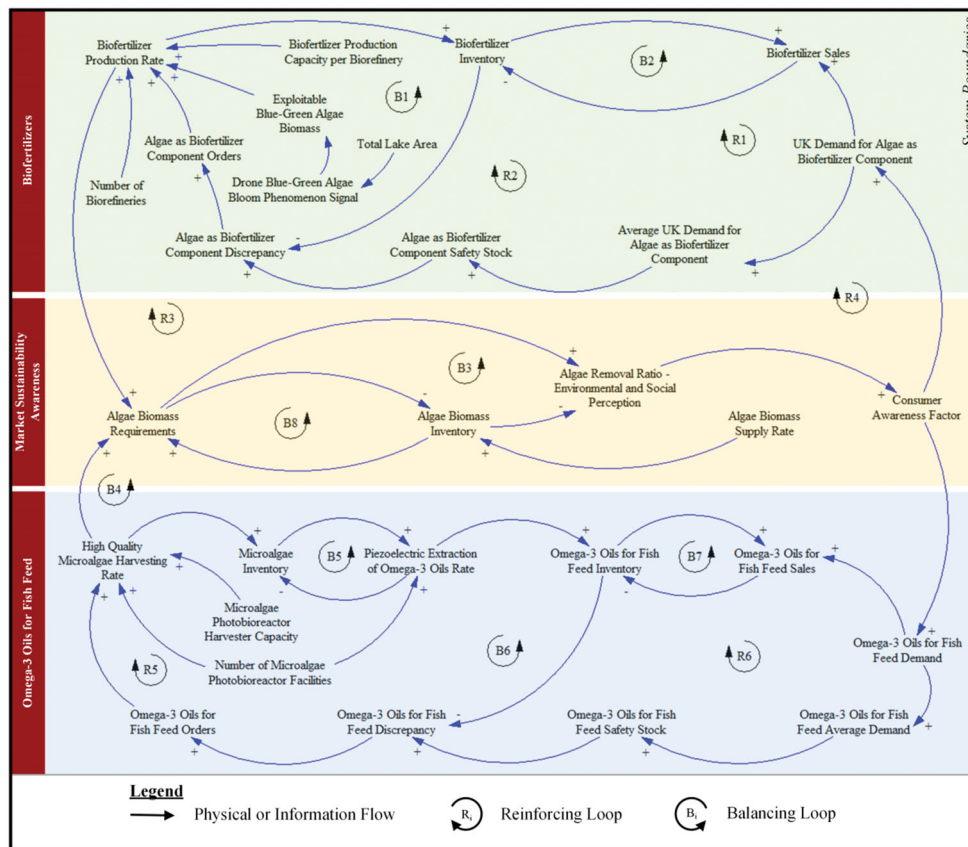 Biofertilizers
Biofertilizer
Production Rate
Biofertlizer Production
Capacity per Biorefinery
Biofertilizer
Inventory
B2
Biofertilizer Sales
B1
Exploitable
Blue-Green Algae
Biomass
Total Lake Area
R1
Algae as Biofertilizer
Component Orders
UK Demand for Algae as
Biofertilizer Component
R2
Number of
Biorefineries
Drone Blue-Green Algae
Bloom Phenomenon Signal
Algae as Biofertilizer
Component Discrepancy
Algae as Biofertilizer
Component Safety Stock
Average UK Demand for
Algae as Biofertilizer
Component
Market Sustainability
Awareness
R3
R4
B3
Algae Removal Ratio -
Environmental and Social
Perception
Algae Biomass
Requirements
B8
Algae Biomass
Inventory
Algae Biomass
Supply Rate
Consumer
Awareness Factor
B4
Omega-3 Oils for Fish Feed
High Quality
Microalgae Harvesting
Rate
Microalgae
Inventory
B5
Piezoelectric Extraction
of Omega-3 Oils Rate
Omega-3 Oils for Fish
Feed Inventory
B7
Omega-3 Oils for
Fish Feed Sales
Microalgae
Photobioreactor
Harvester Capacity
B6
R6
Omega-3 Oils for Fish
Feed Demand
R5
Number of Microalgae
Photobioreactor Facilities
Omega-3 Oils for
Fish Feed Orders
Omega-3 Oils for Fish
Feed Discrepancy
Omega-3 Oils for Fish
Feed Safety Stock
Omega-3 Oils for Fish
Feed Average Demand
Legend
Physical or Information Flow
Ri
Reinforcing Loop
Bi
Balancing Loop